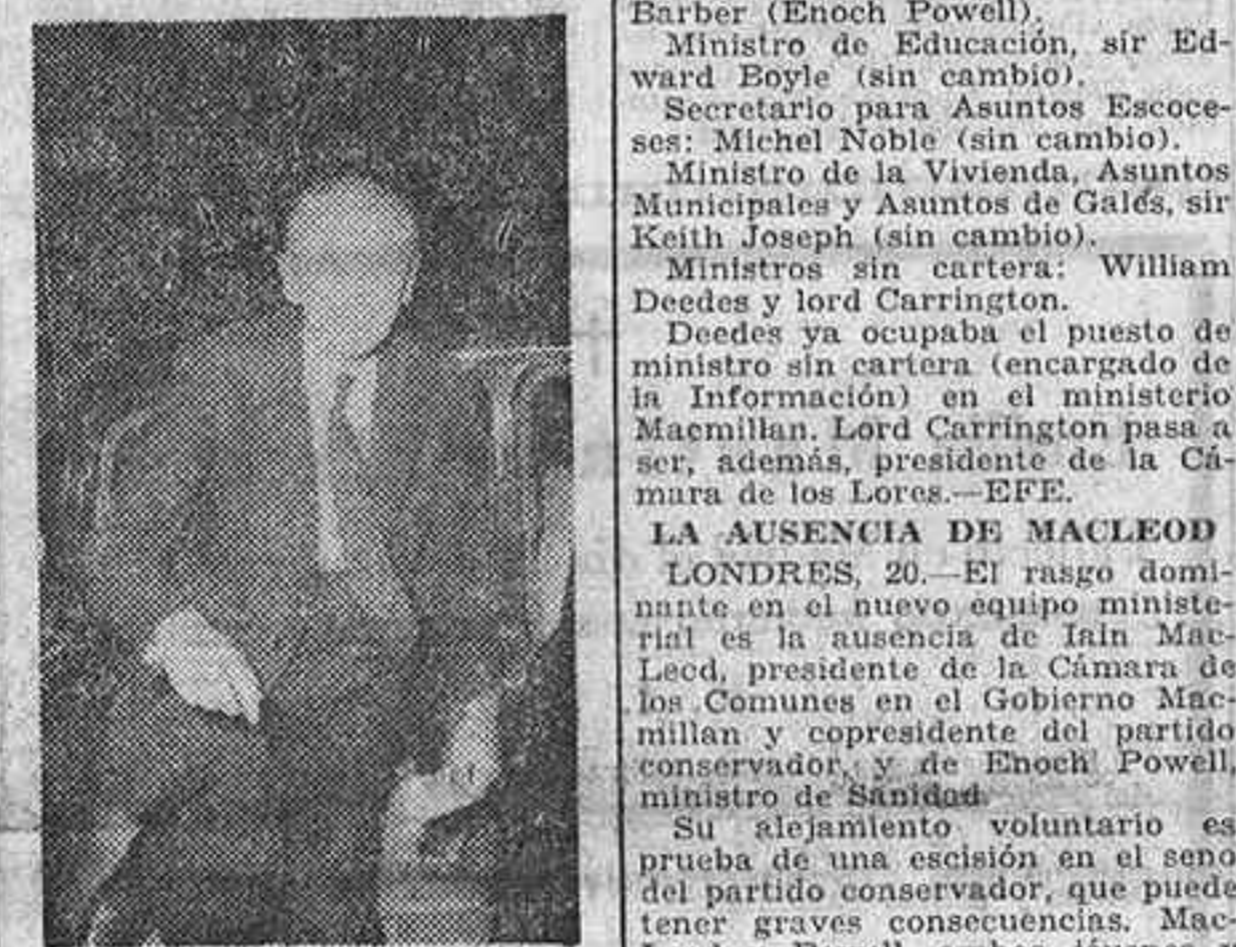 Barber (Enoch Powell).
Ministro de Educación, sir Ed-
ward Boyle (sin cambio).
Secretario para Asuntos Escoce-
ses: Michel Noble (sin cambio).
Ministro de la Vivienda, Asuntos
Municipales y Asuntos de Galés, sir
Keith Joseph (sin cambio).
Ministros sin cartera: William
Deedes y lord Carrington.
Deedes ya ocupaba el puesto de
ministro sin cartera (encargado de
la Información) en el ministerio
Macmillan. Lord Carrington pasa a
ser, además, presidente de la Cá-
mara de los Lores.—EFE.
LA AUSENCIA DE MACLEOD
LONDRES, 20.—El rasgo domi-
nante en el nuevo equipo ministe-
rial es la ausencia de Iain Mac-
Leod, presidente de la Cámara de
los Comunes en el Gobierno Mac-
millan y copresidente del partido
conservador, y de Enoch Powell,
ministro de Sanidad.
Su alejamiento voluntario es
prueba de una escisión en el seno
del partido conservador, que puede
tener graves consecuencias. Mac-